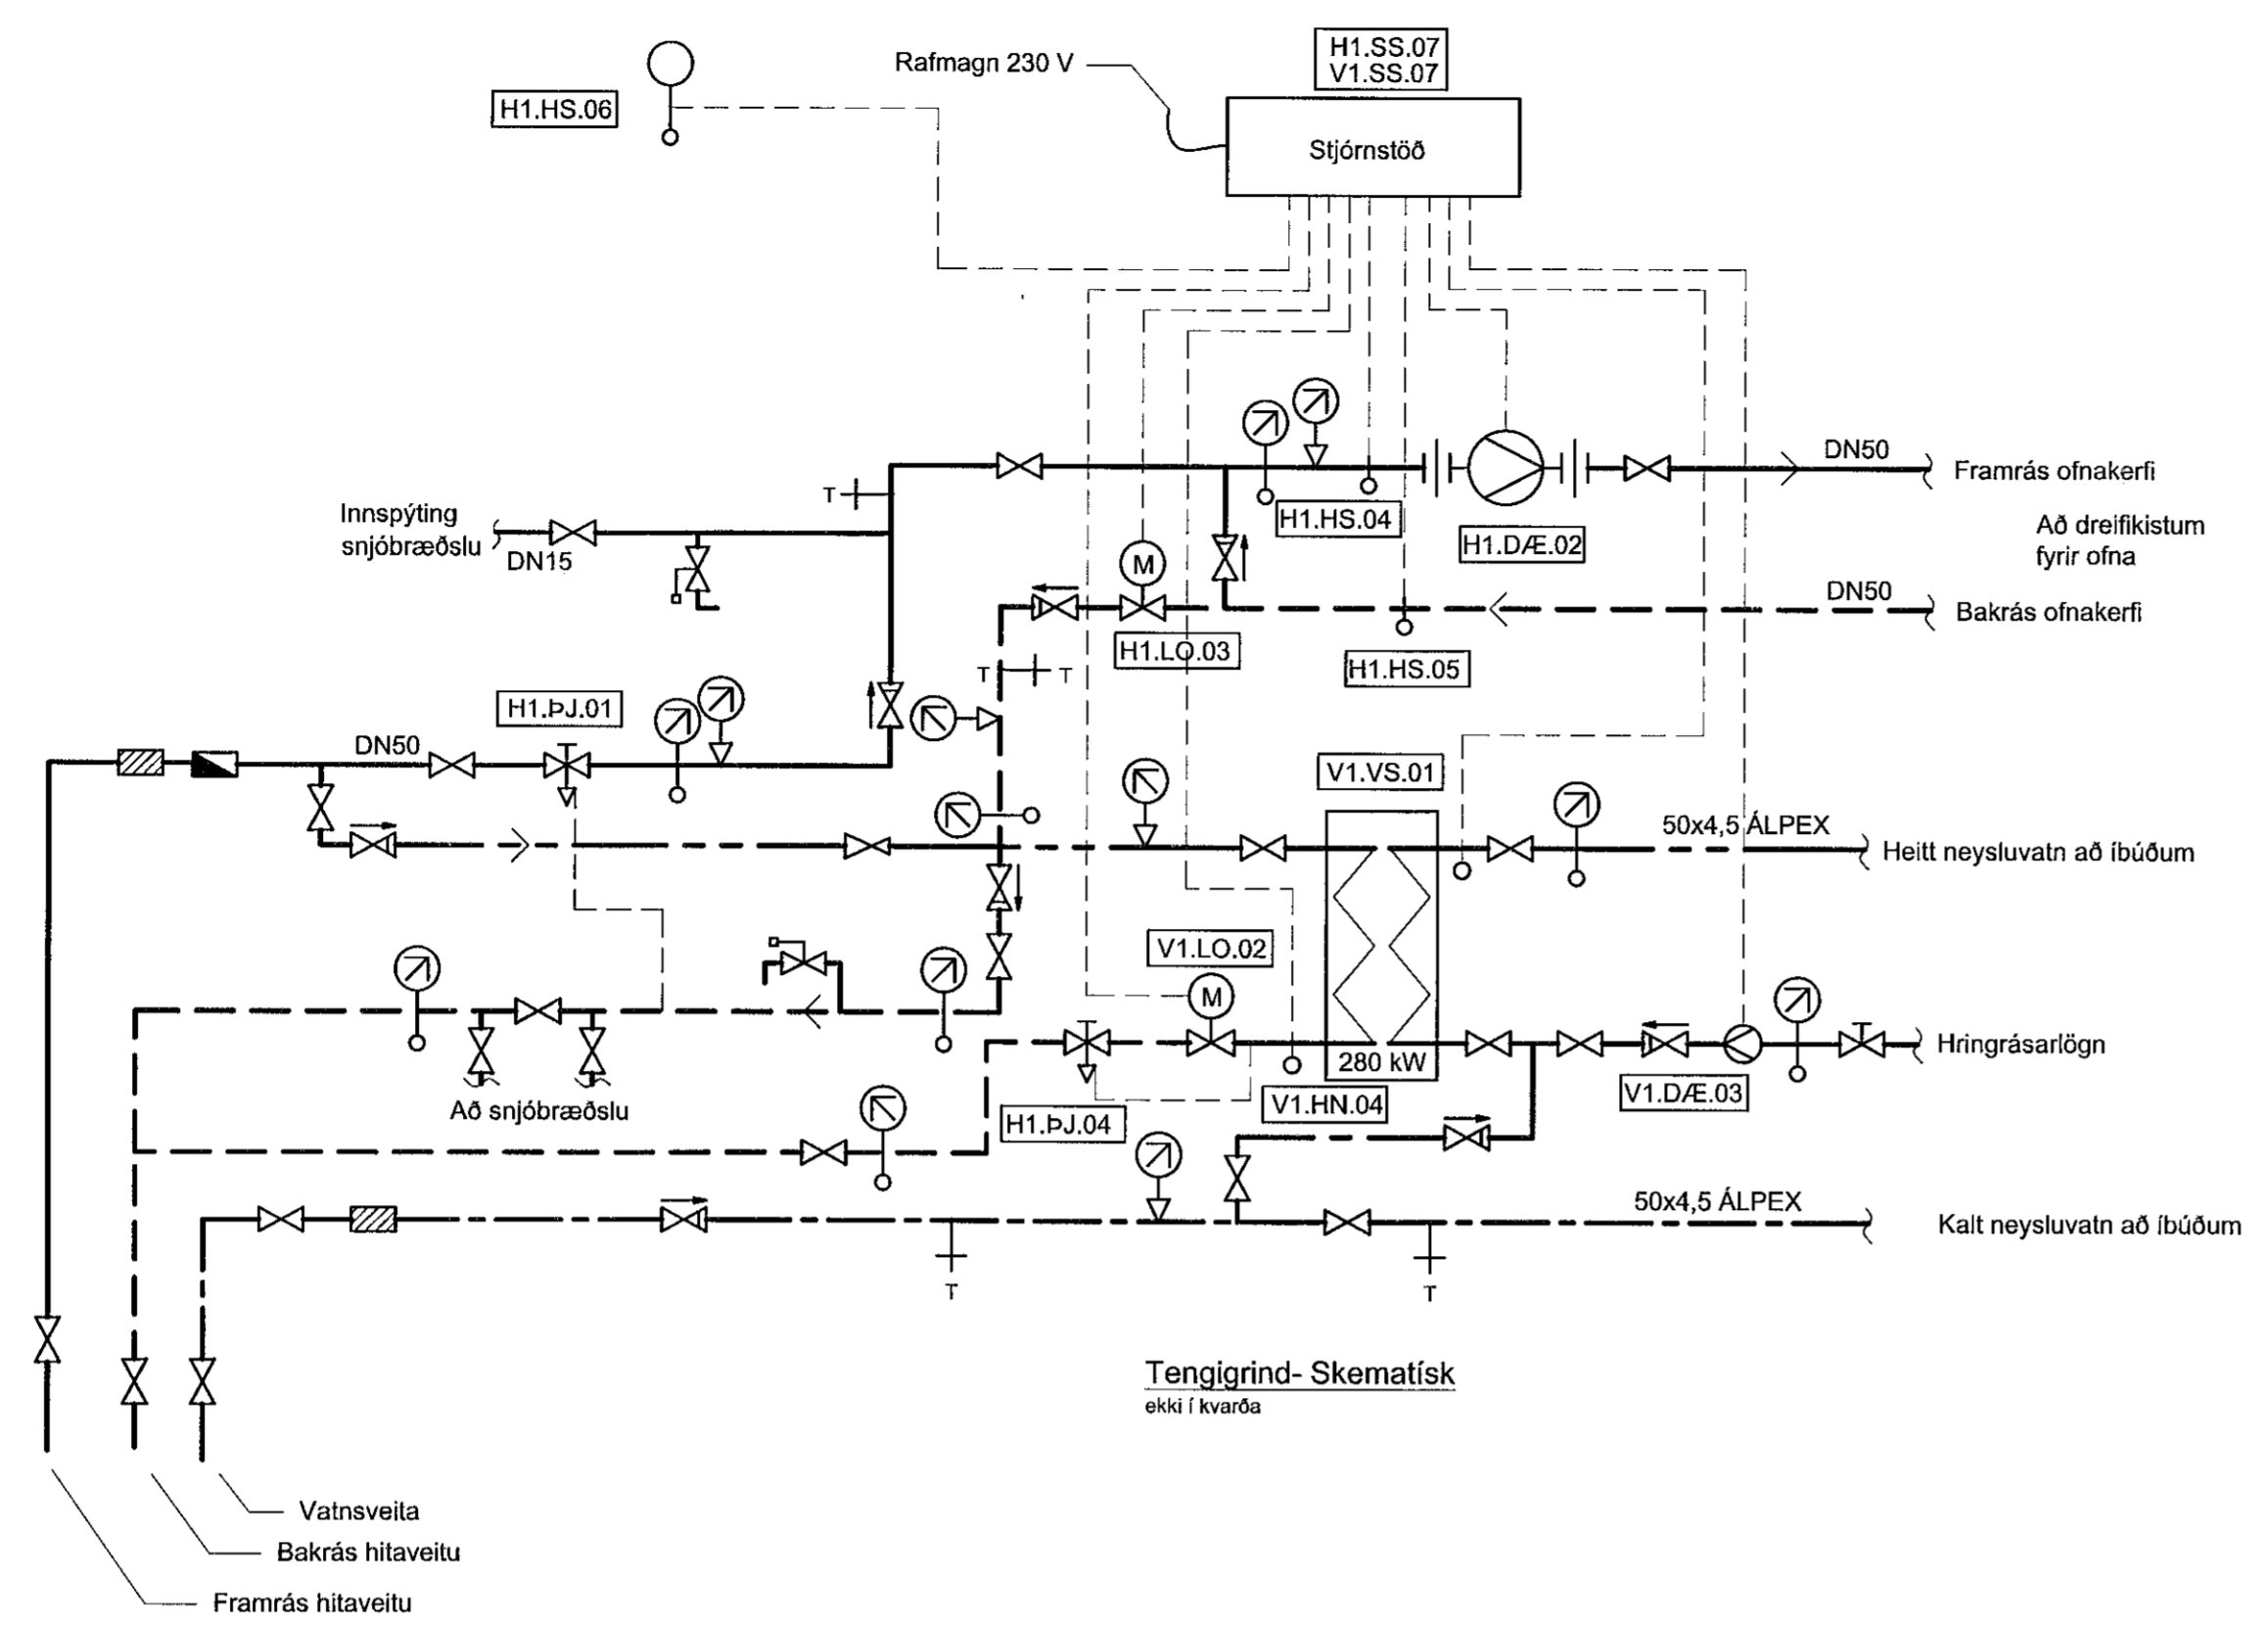 H1.SS.07
V1.SS.07
Rafmagn 230 V
H1.HS.06
Stjórnstöð
Innspýting
snjóbræðslu
DN15
T
H1.HS.04
H1.DÆ.02
DN50
Framrás ofnakerfi
Að dreifikistum
fyrir ofna
M
DN50
Bakrás ofnakerfi
H1.LO.03
H1.HS.05
T
T
H1.ÞJ.01
DN50
V1.VS.01
50x4,5 ÁLPEX
Heitt neysluvatn að íbúðum
V1.LO.02
M
280 kW
Hringrásarlögn
V1.DÆ.03
V1.HN.04
H1.ÞJ.04
Að snjóbræðslu
50x4,5 ÁLPEX
Kalt neysluvatn að íbúðum
T
T
Tengigrind- Skematísk
ekki í kvarða
Vatnsveita
Bakrás hitaveitu
Framrás hitaveitu